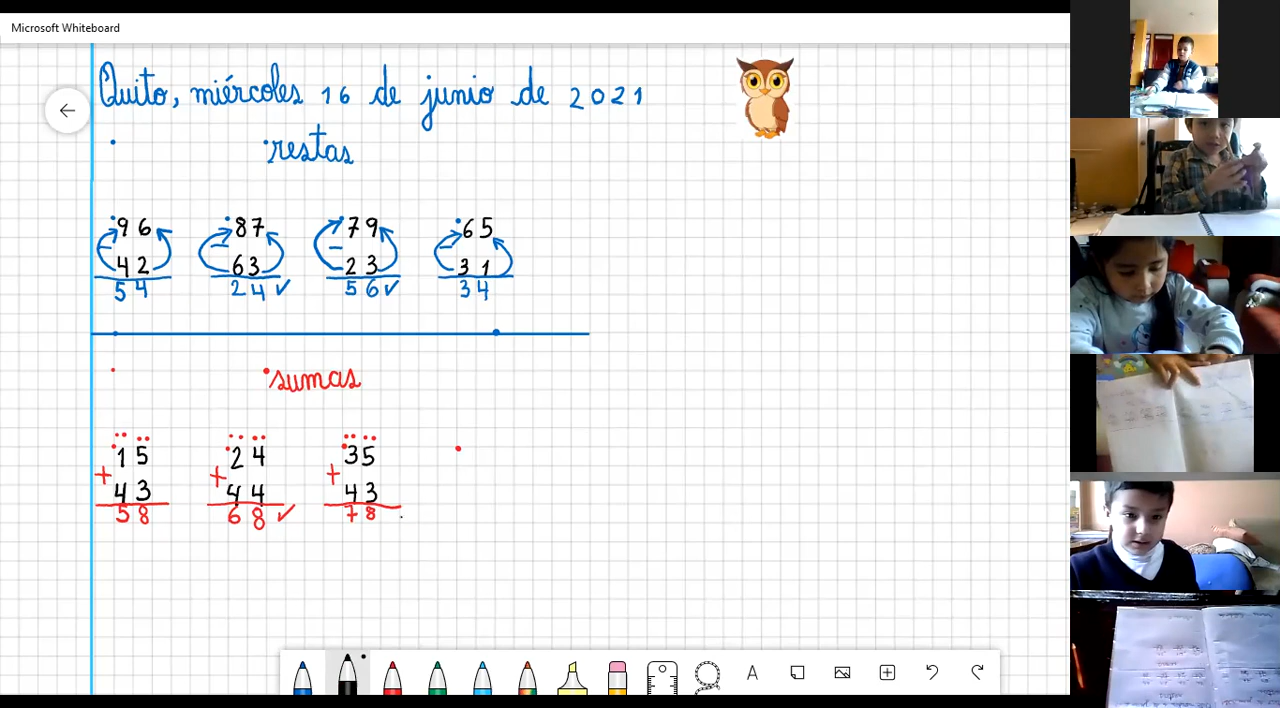 Microsoft Whiteboard
Quito, miércoles 16 de junio de 2021
restas
96 87 79 65
- - - -
42 63 23 31
54 24 ✓ 56 ✓ 34
sumas
15 24 35
+ + +
43 44 43
58 68 ✓ 78
A